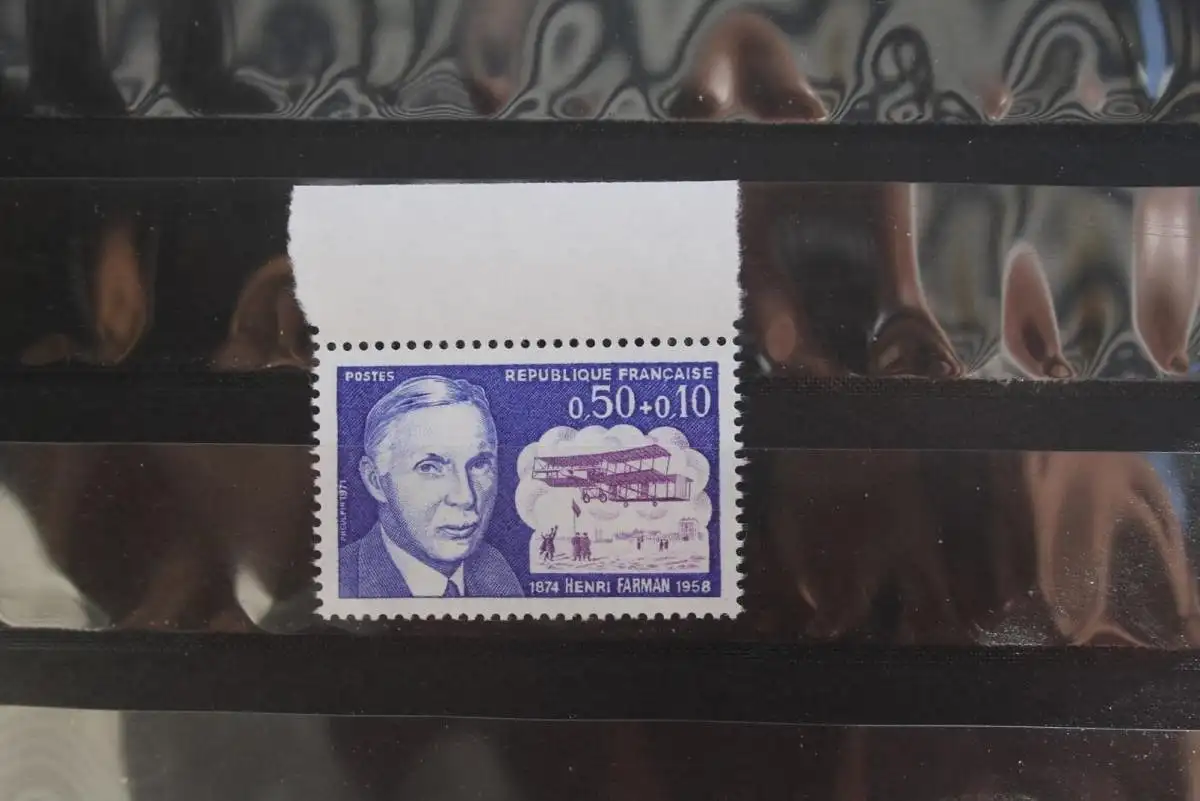 POSTES
REPUBLIQUE FRANÇAISE
0,50+0,10
1874 HENRI FARMAN 1958